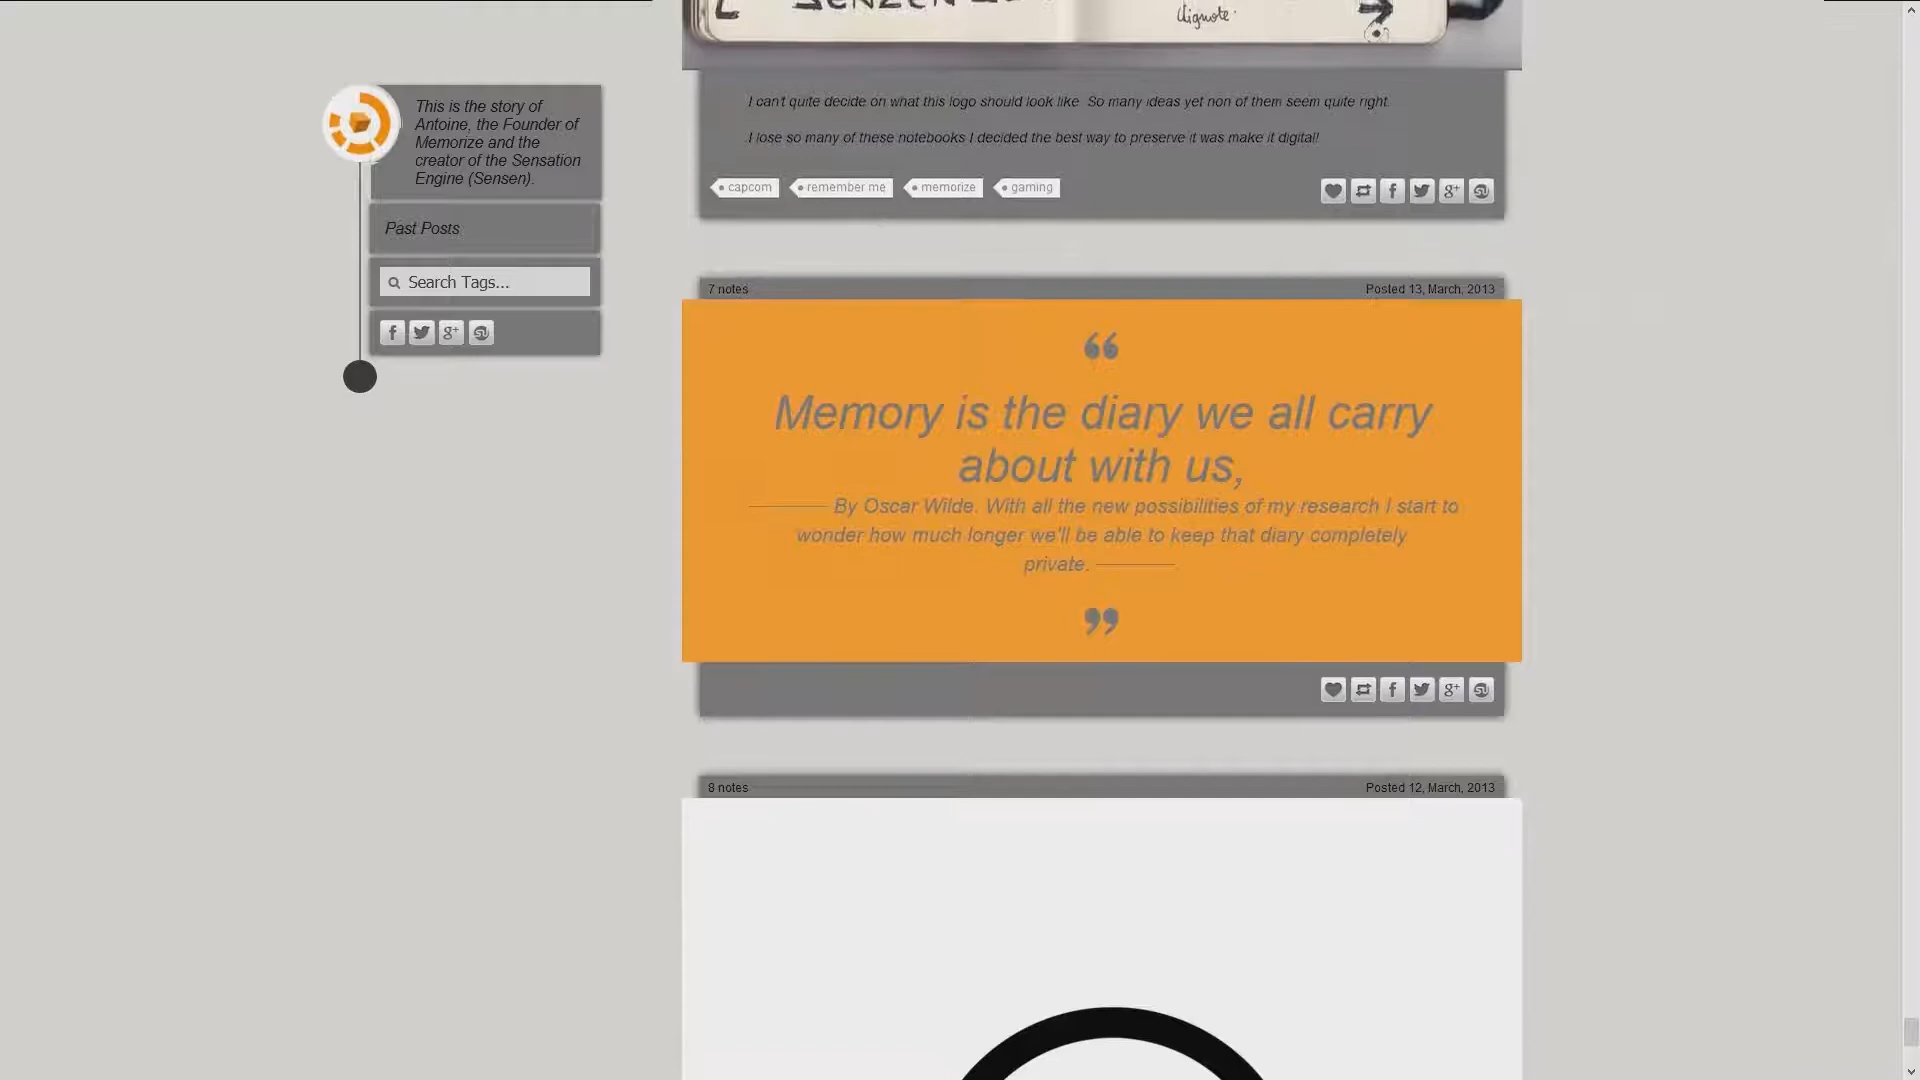 clignote.
This is the story of
Antoine, the Founder of
Memorize and the
creator of the Sensation
Engine (Sensen).
Past Posts
Search Tags...
I can't quite decide on what this logo should look like. So many ideas yet non of them seem quite right.
I lose so many of these notebooks I decided the best way to preserve it was make it digital!
capcom
remember me
memorize
gaming
7 notes
Posted 13, March, 2013
“
Memory is the diary we all carry
about with us,
By Oscar Wilde. With all the new possibilities of my research I start to
wonder how much longer we'll be able to keep that diary completely
private.
”
8 notes
Posted 12, March, 2013